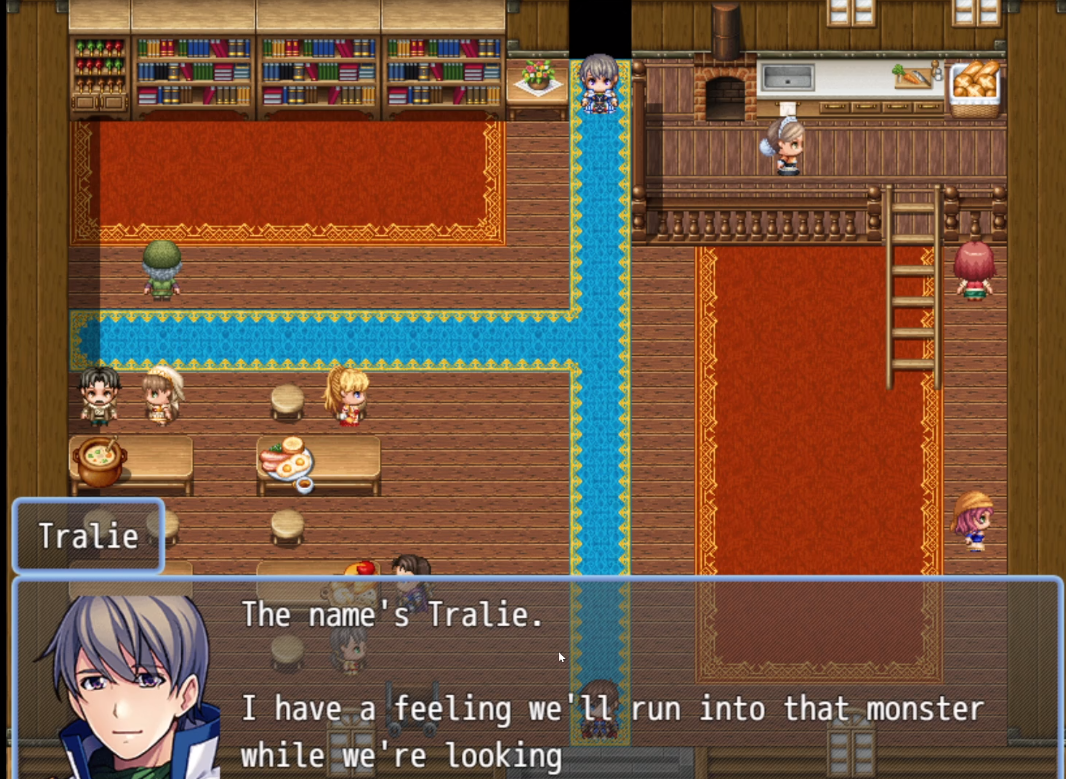 Tralie
The name's Tralie.
I have a feeling we'll run into that monster
while we're looking